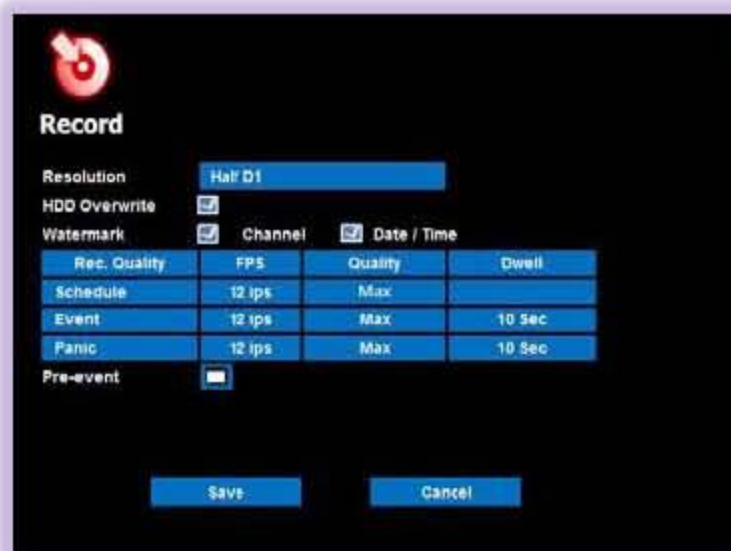 Record
Resolution Half D1
HDD Overwrite
Watermark Channel Date / Time
Rec. Quality FPS Quality Dwell
Schedule 12 ips Max
Event 12 ips Max 10 Sec
Panic 12 ips Max 10 Sec
Pre-event
Save Cancel